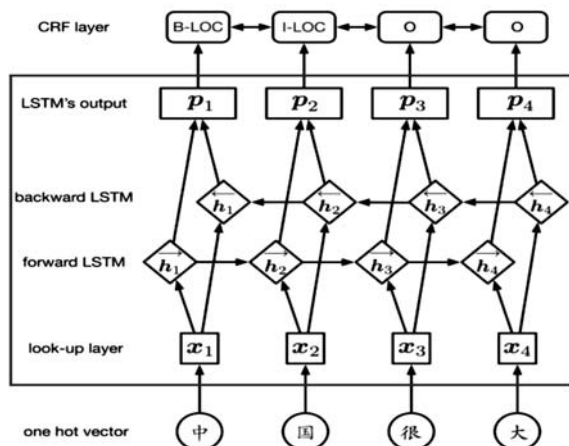 CRF layer B-LOC I-LOC O O
LSTM's output p₁ p₂ p₃ p₄
backward LSTM ←h₁ ←h₂ ←h₃ ←h₄
forward LSTM →h₁ →h₂ →h₃ →h₄
look-up layer x₁ x₂ x₃ x₄
one hot vector 中 国 很 大